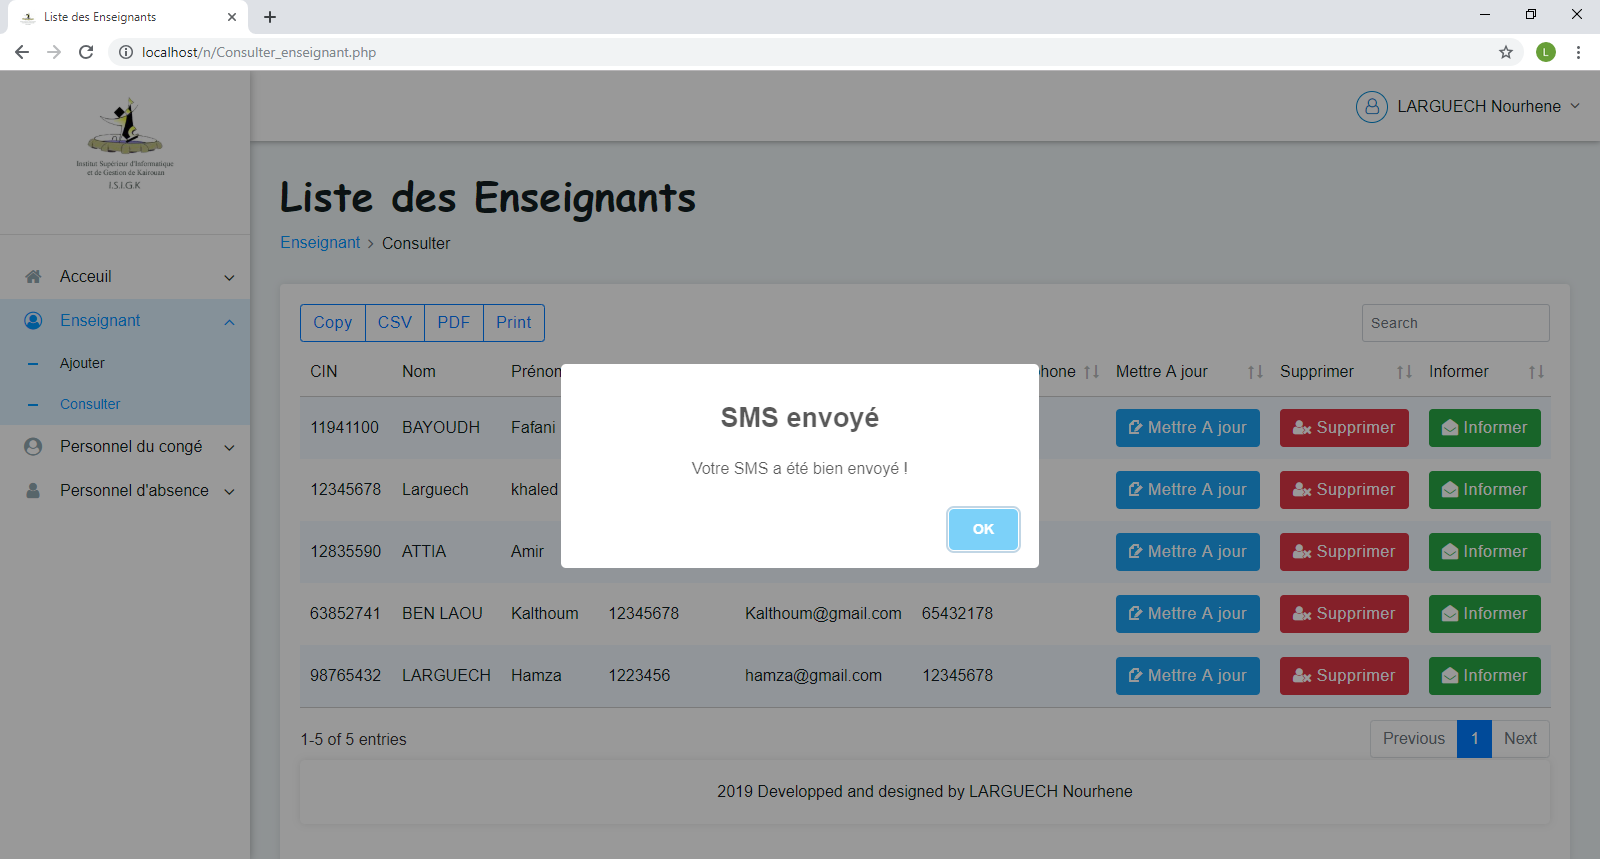 Liste des Enseignants
localhost/n/Consulter_enseignant.php
L
Institut Supérieur d'Informatique
et de Gestion de Kairouan
I.S.I.G.K
LARGUECH Nourhene
Acceuil
Enseignant
Ajouter
Consulter
Personnel du congé
Personnel d'absence
Liste des Enseignants
Enseignant > Consulter
Copy CSV PDF Print
Search
CIN Nom Prénom hone Mettre A jour Supprimer Informer
11941100 BAYOUDH Fafani Mettre A jour Supprimer Informer
12345678 Larguech khaled Mettre A jour Supprimer Informer
12835590 ATTIA Amir Mettre A jour Supprimer Informer
63852741 BEN LAOU Kalthoum 12345678 Kalthoum@gmail.com 65432178 Mettre A jour Supprimer Informer
98765432 LARGUECH Hamza 1223456 hamza@gmail.com 12345678 Mettre A jour Supprimer Informer
SMS envoyé
Votre SMS a été bien envoyé !
OK
1-5 of 5 entries
Previous 1 Next
2019 Developped and designed by LARGUECH Nourhene